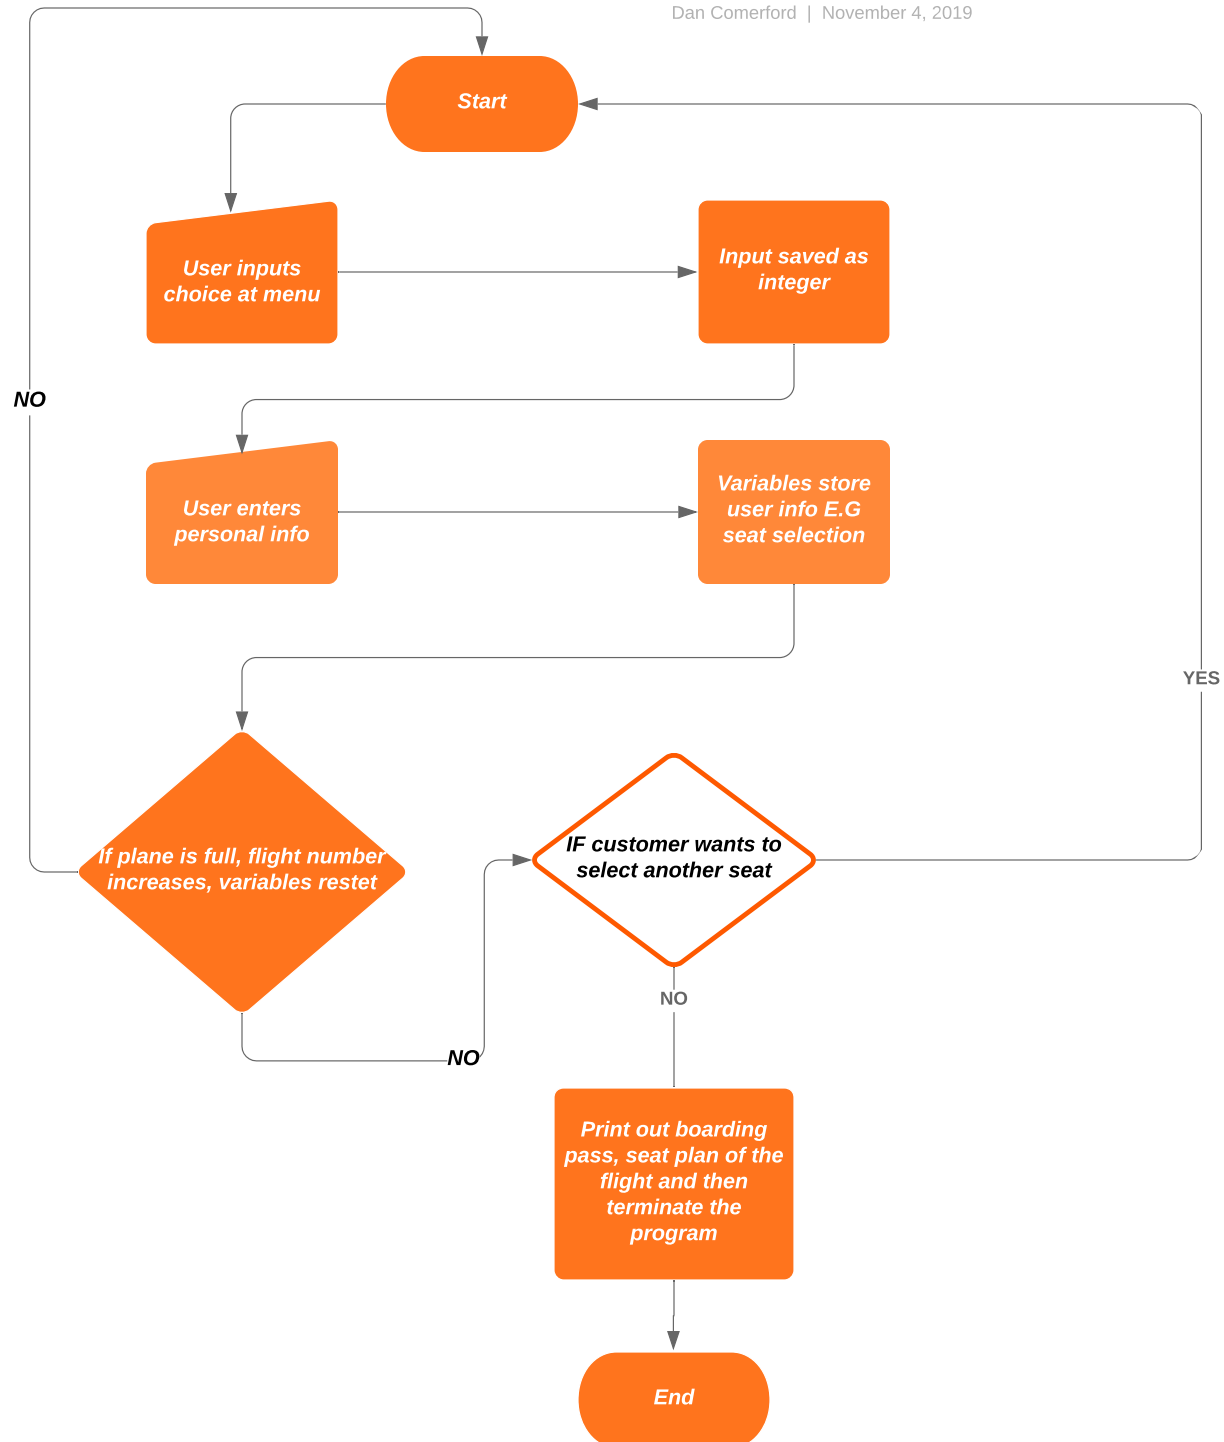 Dan Comerford | November 4, 2019
Start
User inputs
choice at menu
Input saved as
integer
NO
User enters
personal info
Variables store
user info E.G
seat selection
YES
If plane is full, flight number
increases, variables restet
IF customer wants to
select another seat
NO
NO
Print out boarding
pass, seat plan of the
flight and then
terminate the
program
End